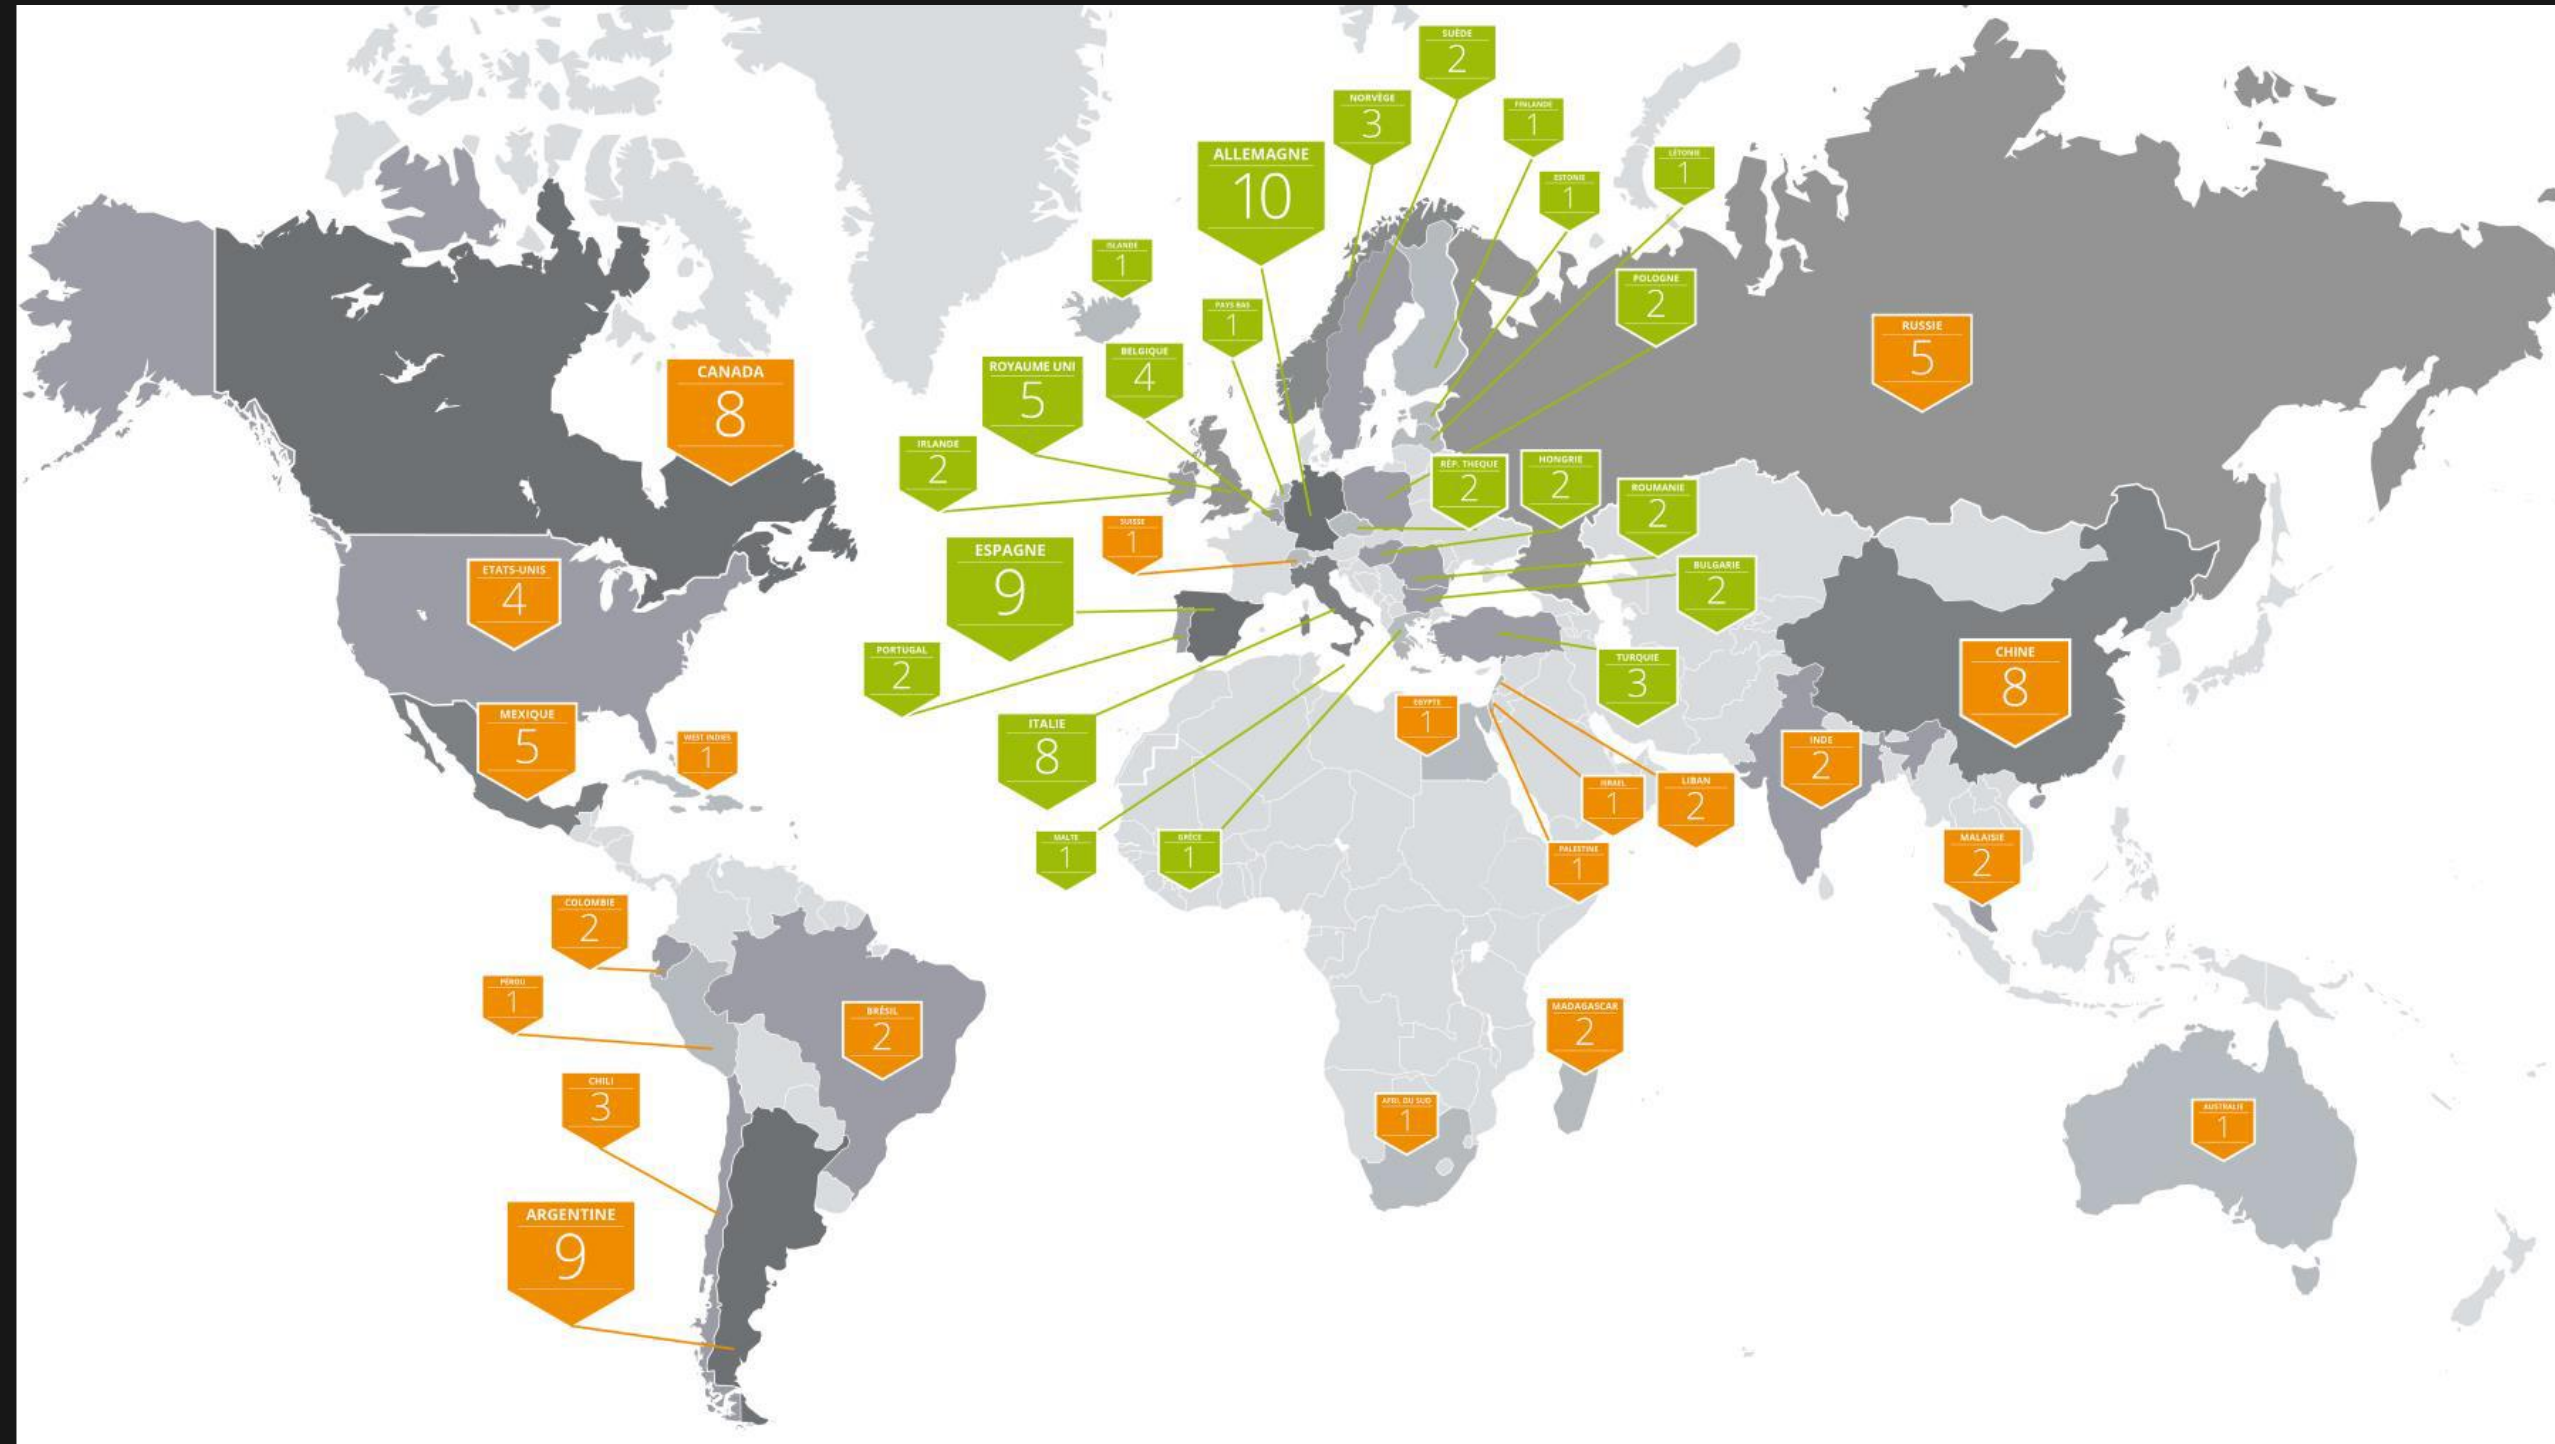 SUÈDE
2
NORVÈGE
3
FINLANDE
1
ALLEMAGNE
10
LETONIE
1
ESTONIE
1
ISLANDE
1
POLOGNE
2
PAYS BAS
1
RUSSIE
5
BELGIQUE
4
ROYAUME UNI
5
CANADA
8
IRLANDE
2
RÉP. THEQUE
2
HONGRIE
2
ROUMANIE
2
SUISSE
1
ESPAGNE
9
ETATS-UNIS
4
BULGARIE
2
PORTUGAL
2
TURQUIE
3
CHINE
8
EGYPTE
1
MEXIQUE
5
WEST INDIES
1
ITALIE
8
INDE
2
ISRAEL
1
LIBAN
2
MALTE
1
GRÈCE
1
PALESTINE
1
MALAISIE
2
COLOMBIE
2
PÉROU
1
BRÉSIL
2
MADAGASCAR
2
CHILI
3
AFRI. DU SUD
1
AUSTRALIE
1
ARGENTINE
9